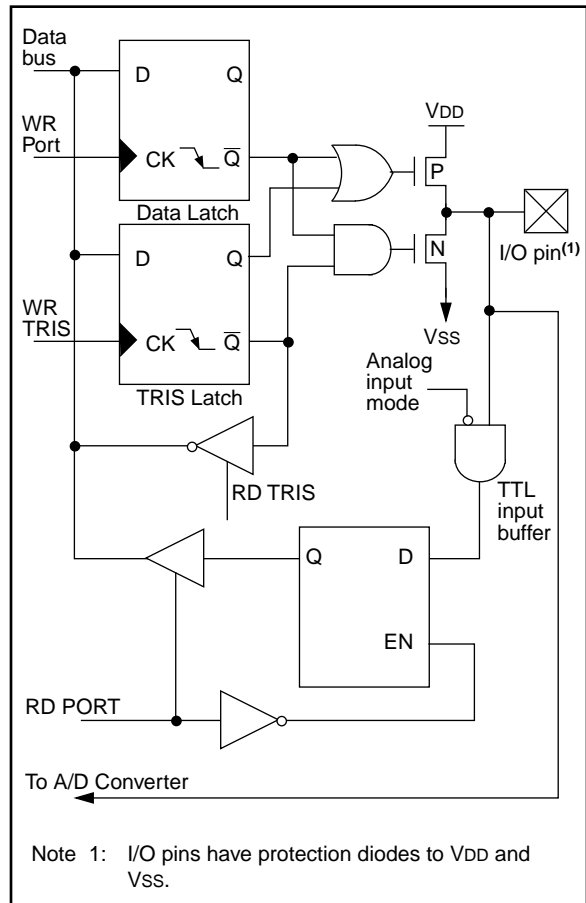 Data
bus
D Q
WR
Port
CK Q
Data Latch
VDD
P
I/O pin(1)
N
VSS
D Q
WR
TRIS
CK Q
TRIS Latch
Analog
input
mode
RD TRIS
TTL
input
buffer
Q D
EN
RD PORT
To A/D Converter
Note 1: I/O pins have protection diodes to VDD and
VSS.